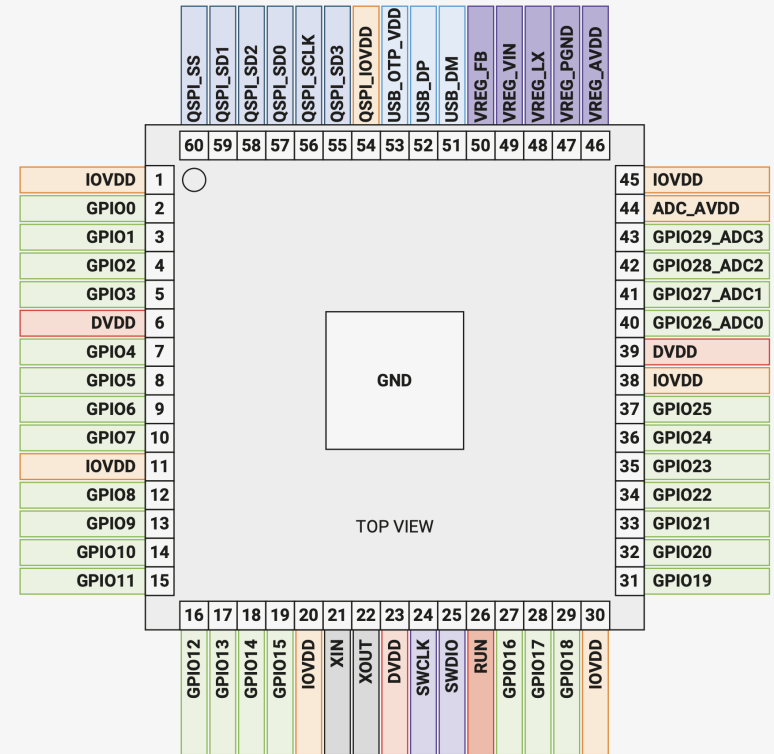 QSPI_SS QSPI_SD1 QSPI_SD2 QSPI_SD0 QSPI_SCLK QSPI_SD3 QSPI_IOVDD USB_OTP_VDD USB_DP USB_DM VREG_FB VREG_VIN VREG_LX VREG_PGND VREG_AVDD
60 59 58 57 56 55 54 53 52 51 50 49 48 47 46
IOVDD 1 45 IOVDD
GPIO0 2 44 ADC_AVDD
GPIO1 3 43 GPIO29_ADC3
GPIO2 4 42 GPIO28_ADC2
GPIO3 5 41 GPIO27_ADC1
DVDD 6 40 GPIO26_ADC0
GPIO4 7 39 DVDD
GPIO5 8 GND 38 IOVDD
GPIO6 9 37 GPIO25
GPIO7 10 36 GPIO24
IOVDD 11 35 GPIO23
GPIO8 12 34 GPIO22
GPIO9 13 TOP VIEW 33 GPIO21
GPIO10 14 32 GPIO20
GPIO11 15 31 GPIO19
16 17 18 19 20 21 22 23 24 25 26 27 28 29 30
GPIO12 GPIO13 GPIO14 GPIO15 IOVDD XIN XOUT DVDD SWCLK SWDIO RUN GPIO16 GPIO17 GPIO18 IOVDD